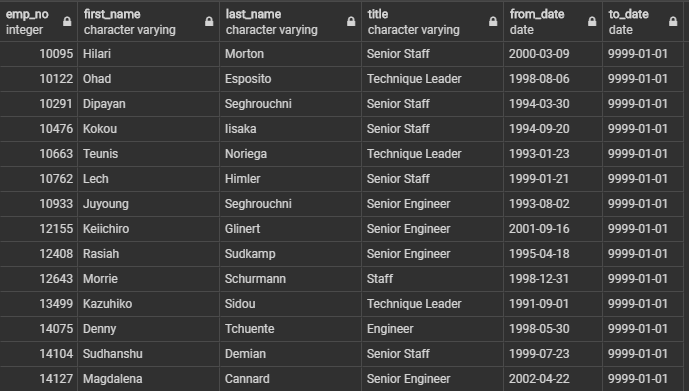 emp_no first_name last_name title from_date to_date
integer character varying character varying character varying date date
10095 Hilari Morton Senior Staff 2000-03-09 9999-01-01
10122 Ohad Esposito Technique Leader 1998-08-06 9999-01-01
10291 Dipayan Seghrouchni Senior Staff 1994-03-30 9999-01-01
10476 Kokou Iisaka Senior Staff 1994-09-20 9999-01-01
10663 Teunis Noriega Technique Leader 1993-01-23 9999-01-01
10762 Lech Himler Senior Staff 1999-01-21 9999-01-01
10933 Juyoung Seghrouchni Senior Engineer 1993-08-02 9999-01-01
12155 Keiichiro Glinert Senior Engineer 2001-09-16 9999-01-01
12408 Rasiah Sudkamp Senior Engineer 1995-04-18 9999-01-01
12643 Morrie Schurmann Staff 1998-12-31 9999-01-01
13499 Kazuhiko Sidou Technique Leader 1991-09-01 9999-01-01
14075 Denny Tchuente Engineer 1998-05-30 9999-01-01
14104 Sudhanshu Demian Senior Staff 1999-07-23 9999-01-01
14127 Magdalena Cannard Senior Engineer 2002-04-22 9999-01-01